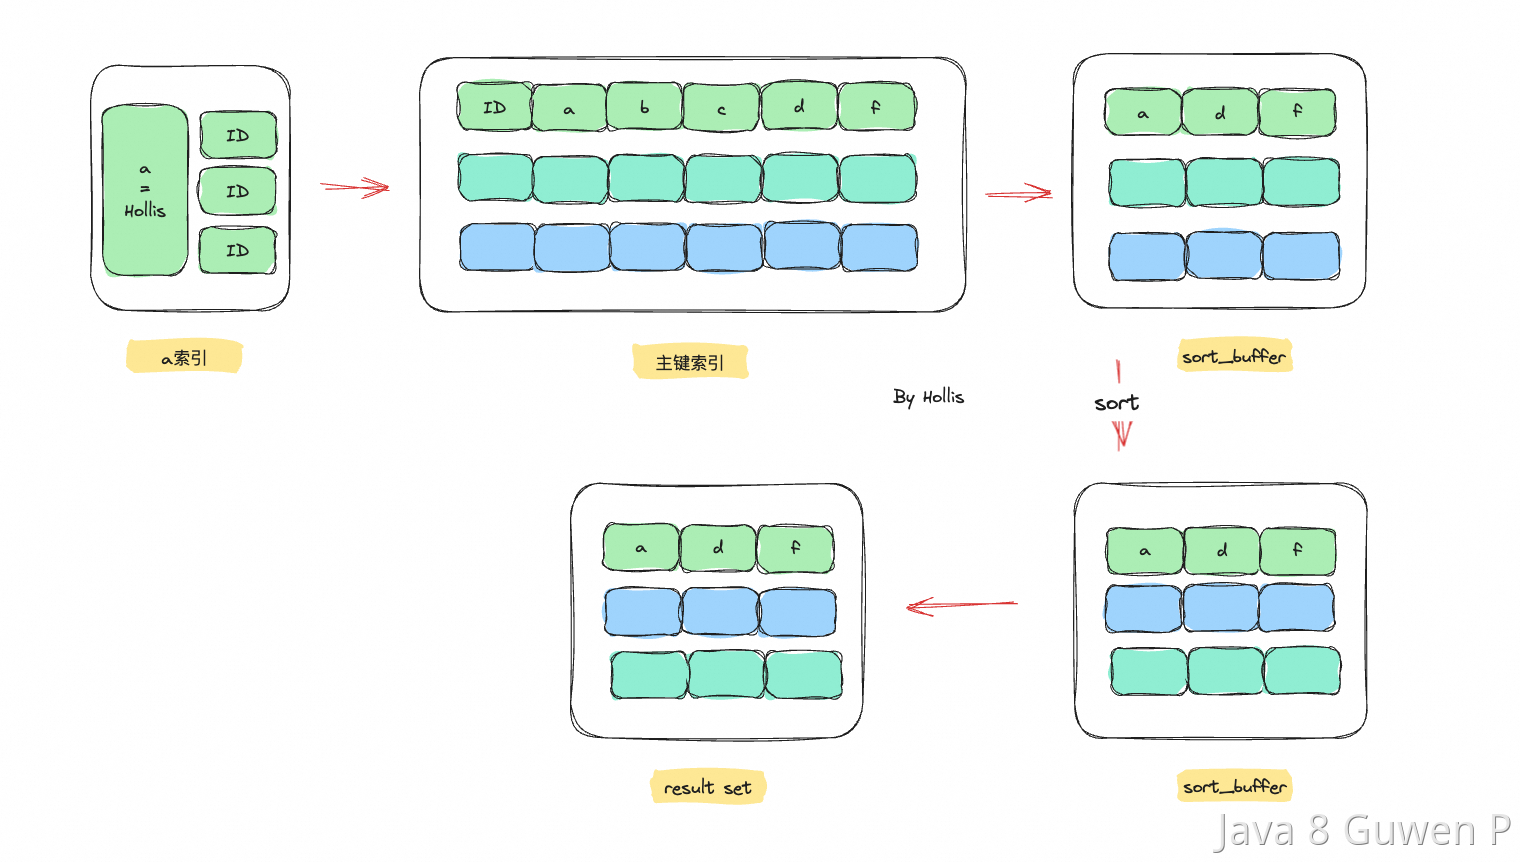 a
=
Hollis
ID
ID
ID
a索引
ID a b c d f
主键索引
a d f
sort_buffer
By Hollis
sort
a d f
sort_buffer
a d f
result set
Java 8 Guwen P